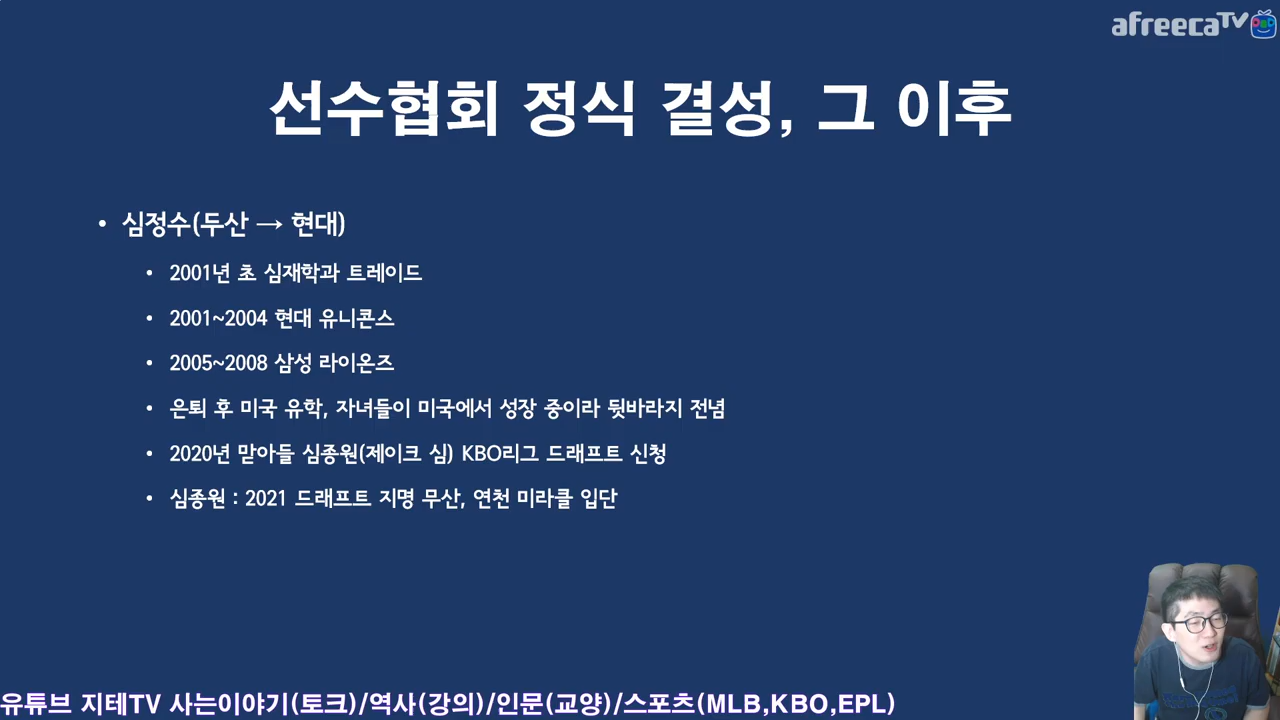 afreecaTV
선수협회 정식 결성, 그 이후
• 심정수(두산 → 현대)
• 2001년 초 심재학과 트레이드
• 2001~2004 현대 유니콘스
• 2005~2008 삼성 라이온즈
• 은퇴 후 미국 유학, 자녀들이 미국에서 성장 중이라 뒷바라지 전념
• 2020년 맏아들 심종원(제이크 심) KBO리그 드래프트 신청
• 심종원 : 2021 드래프트 지명 무산, 연천 미라클 입단
유튜브 지테TV 사는이야기(토크)/역사(강의)/인문(교양)/스포츠(MLB,KBO,EPL)